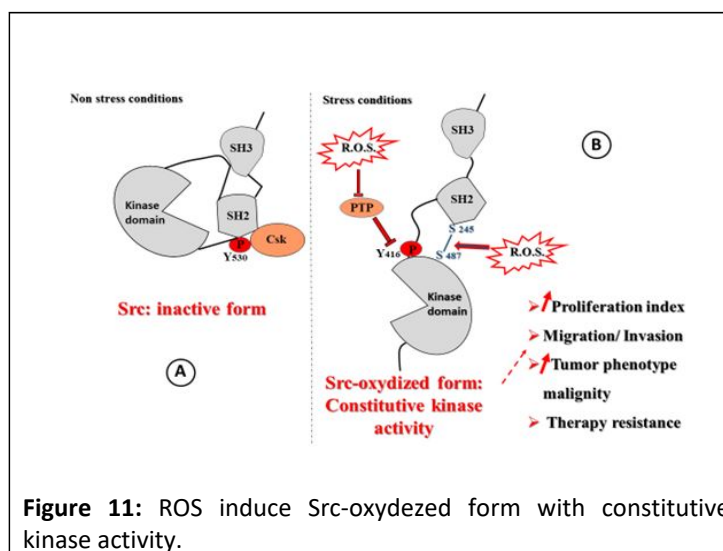 Non stress conditions
SH3
Kinase
domain
SH2
P
Csk
Y530
Src: inactive form
A
Stress conditions
R.O.S.
SH3
B
PTP
SH2
S 245
Y416
P
S 487
R.O.S.
Kinase
domain
Src-oxydized form:
Constitutive kinase
activity
Proliferation index
Migration/ Invasion
Tumor phenotype
malignity
Therapy resistance
Figure 11: ROS induce Src-oxydezed form with constitutive
kinase activity.